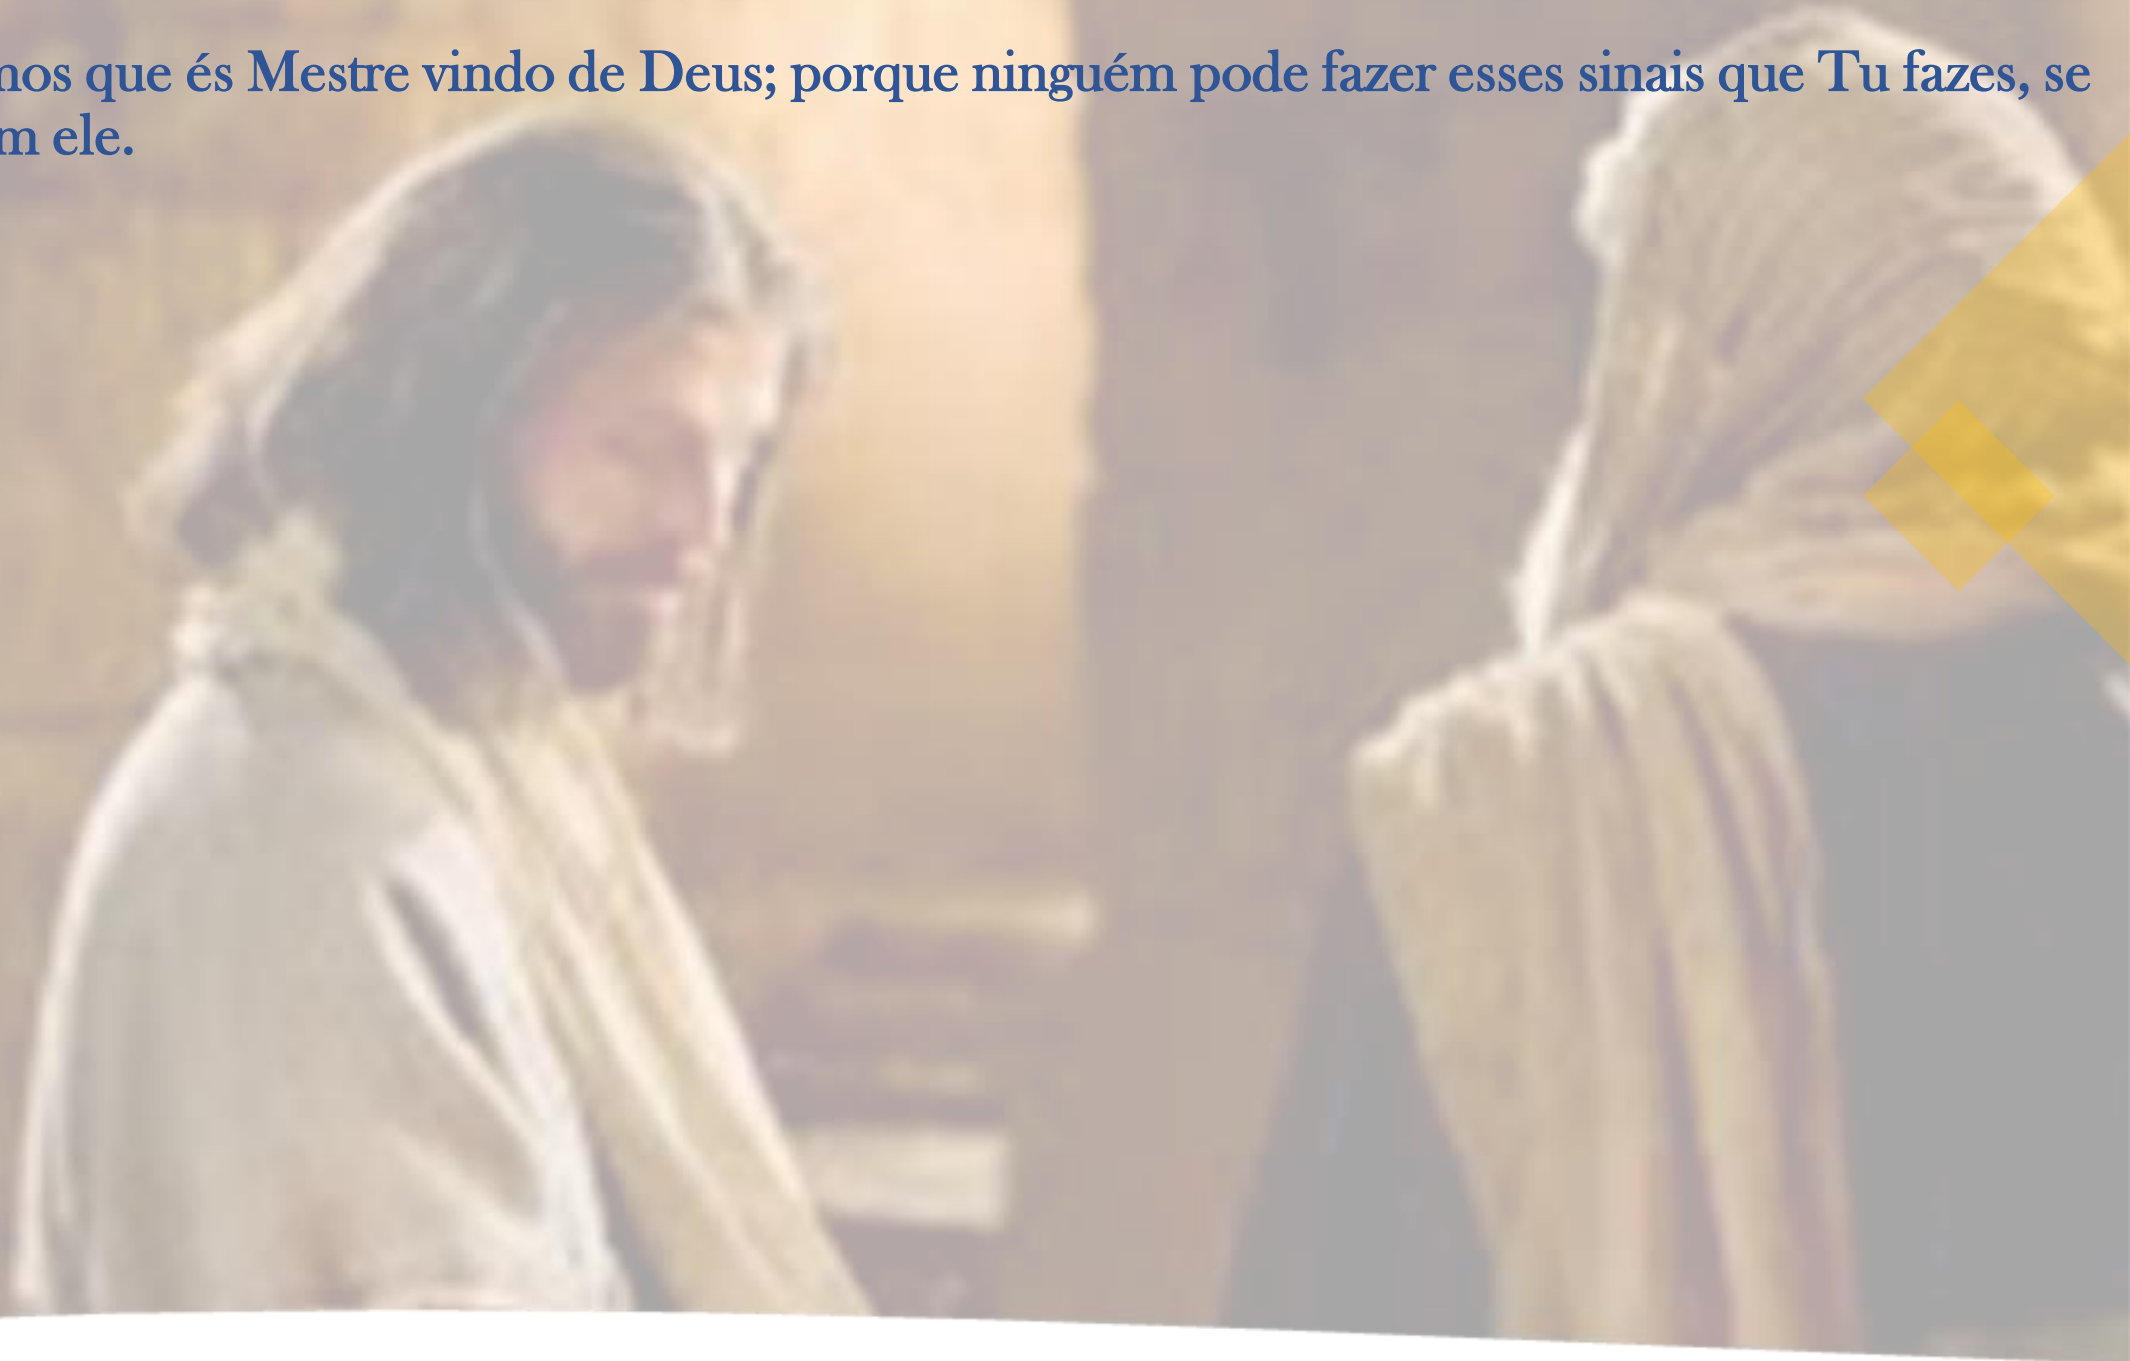 mos que és Mestre vindo de Deus; porque ninguém pode fazer esses sinais que Tu fazes, se
m ele.